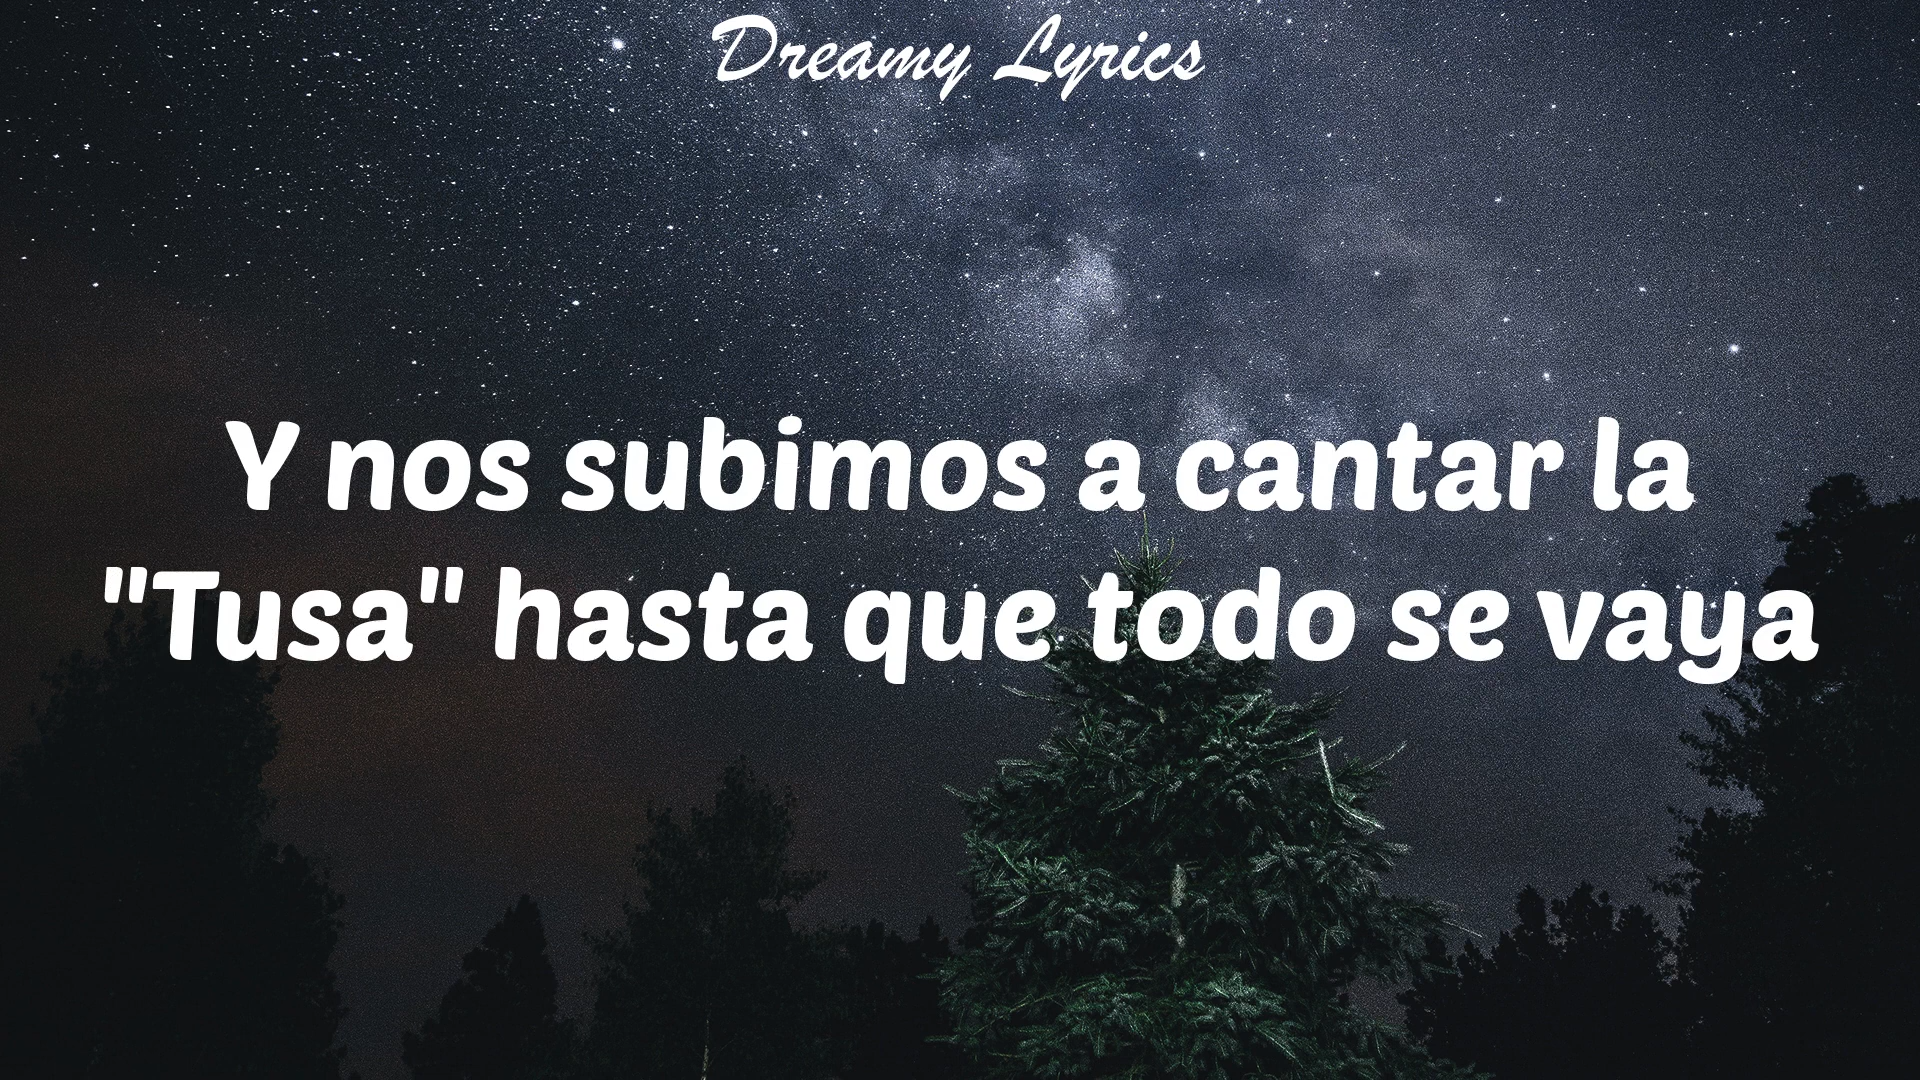 Dreamy Lyrics
Y nos subimos a cantar la
"Tusa" hasta que todo se vaya